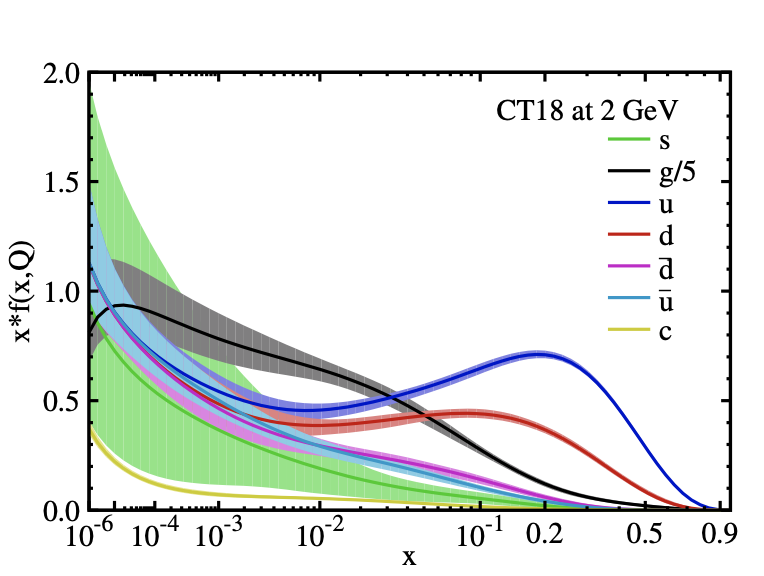 2.0
1.5
1.0
0.5
0.0
x*f(x,Q)
CT18 at 2 GeV
s
g/5
u
d
d̅
u̅
c
10⁻⁶ 10⁻⁴ 10⁻³ 10⁻² 10⁻¹ 0.2 0.5 0.9
x